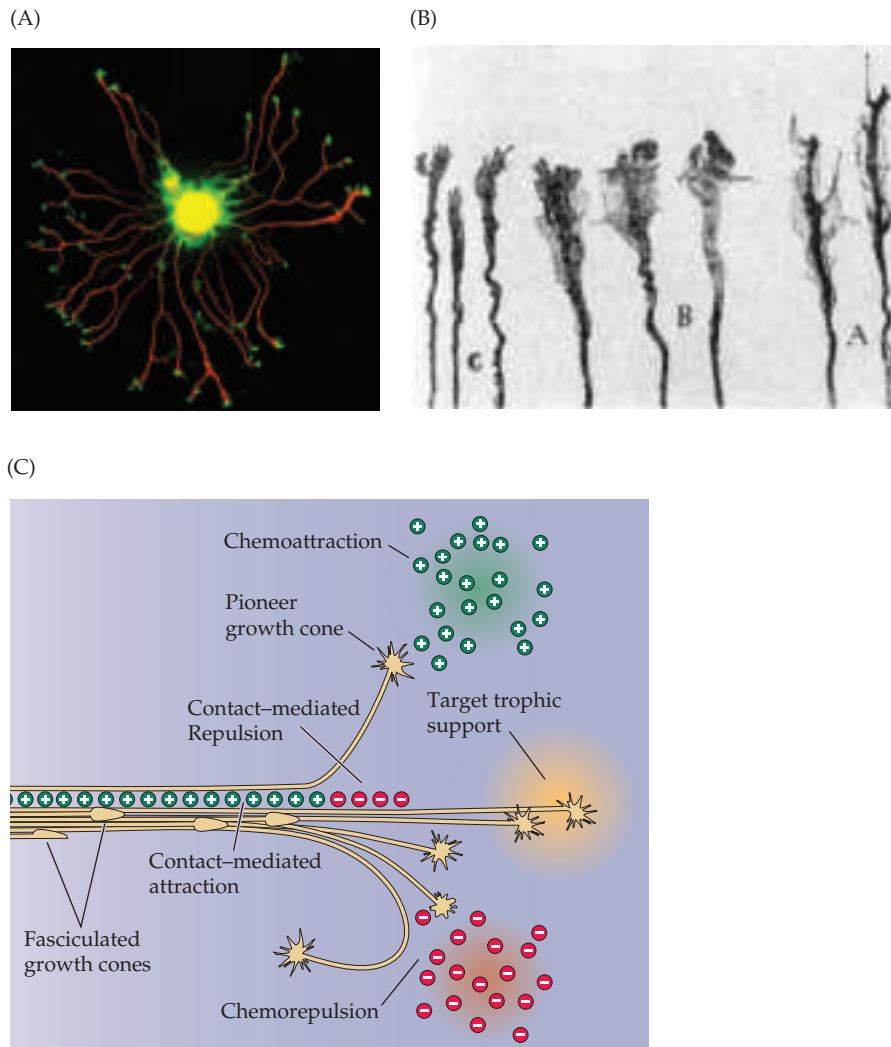 (A)
(B)
C
B
A
(C)
Chemoattraction
Pioneer
growth cone
Target trophic
support
Contact–mediated
Repulsion
Contact–mediated
attraction
Fasciculated
growth cones
Chemorepulsion